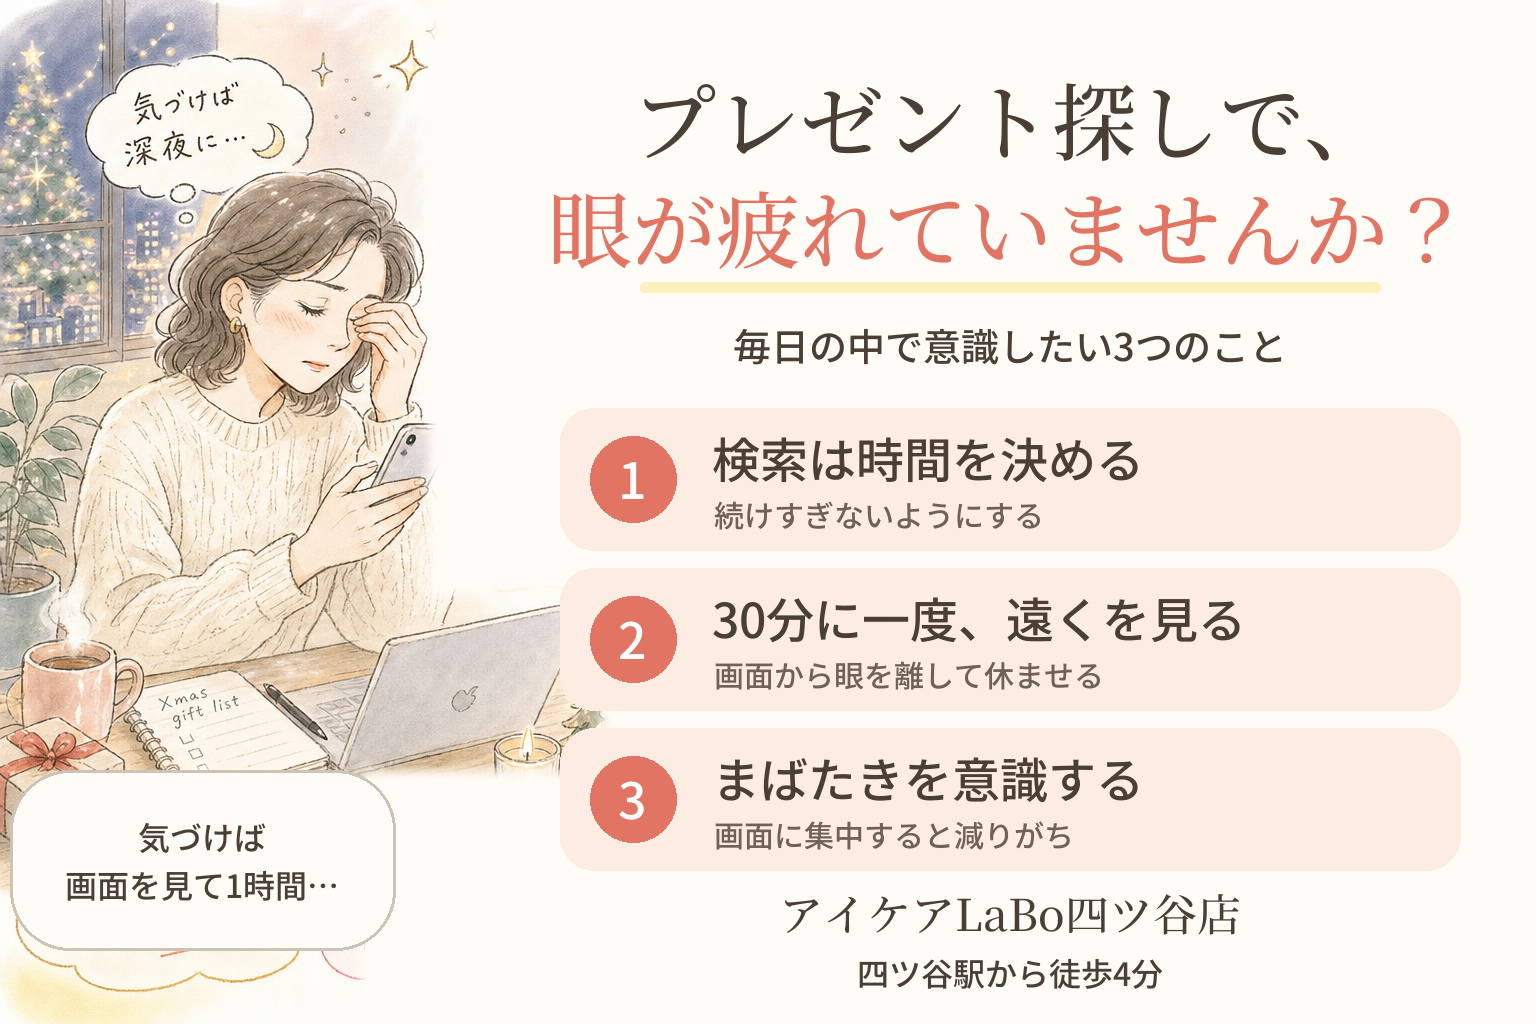 気づけば
深夜に…
プレゼント探しで、
眼が疲れていませんか？
毎日の中で意識したい3つのこと
1
検索は時間を決める
続けすぎないようにする
2
30分に一度、遠くを見る
画面から眼を離して休ませる
3
まばたきを意識する
画面に集中すると減りがち
Xmas
gift list
気づけば
画面を見て1時間…
アイケアLaBo四ツ谷店
四ツ谷駅から徒歩4分